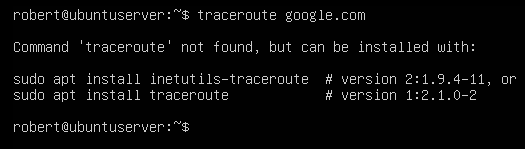 robert@ubuntuserver:~$ traceroute google.com
Command 'traceroute' not found, but can be installed with:
sudo apt install inetutils-traceroute  # version 2:1.9.4-11, or
sudo apt install traceroute            # version 1:2.1.0-2
robert@ubuntuserver:~$